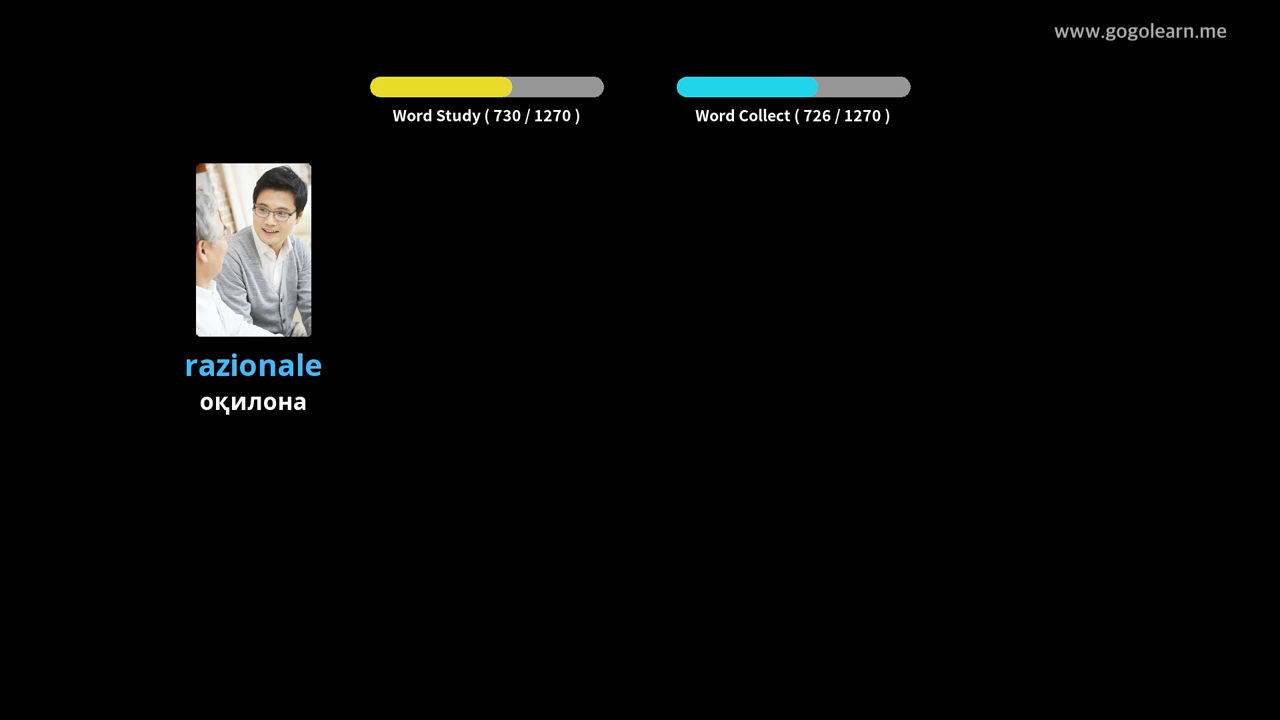 www.gogolearn.me
Word Study ( 730 / 1270 )
Word Collect ( 726 / 1270 )
razionale
оқилона